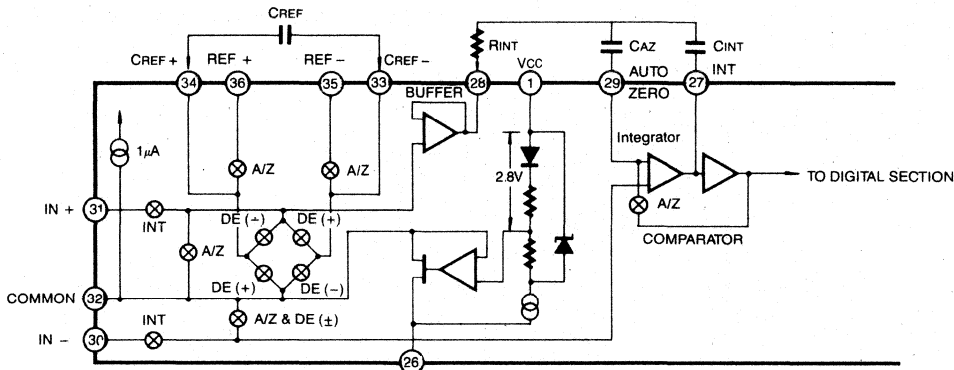 CREF
CREF + REF + REF - CREF -
34 36 35 33
RINT
28
VCC
1
CAZ
29 AUTO ZERO
CINT
27 INT
BUFFER
1μA
A/Z
A/Z
2.8V
Integrator
TO DIGITAL SECTION
A/Z
COMPARATOR
IN + 31
INT
DE (-) DE (+)
A/Z
DE (+) DE (-)
COMMON 32
INT
A/Z & DE (±)
IN - 30
26